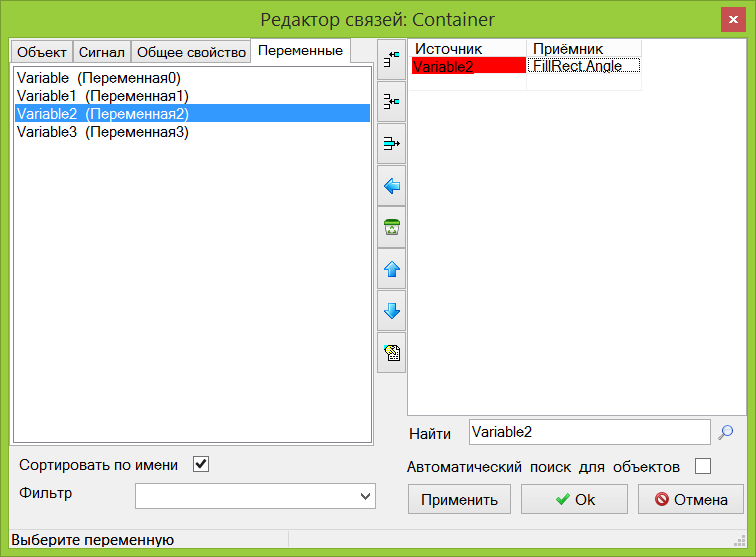 Редактор связей: Container
Объект Сигнал Общее свойство Переменные
Variable (Переменная0)
Variable1 (Переменная1)
Variable2 (Переменная2)
Variable3 (Переменная3)
Источник Приёмник
Variable2 FillRect.Angle
Найти Variable2
Сортировать по имени
Автоматический поиск для объектов
Фильтр
Применить Ok Отмена
Выберите переменную